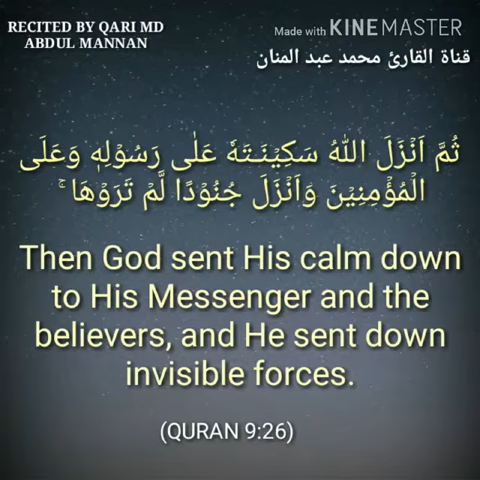 RECITED BY QARI MD
ABDUL MANNAN
Made with KINEMASTER
قناة القارئ محمد عبد المنان
ثُمَّ اَنْزَلَ اللّٰهُ سَكِيْنَـتَهٗ عَلٰى رَسُوْلِهٖ وَعَلَى
الْمُؤْمِنِيْنَ وَاَنْزَلَ جُنُوْدًا لَّمْ تَرَوْهَا ۚ
Then God sent His calm down
to His Messenger and the
believers, and He sent down
invisible forces.
(QURAN 9:26)